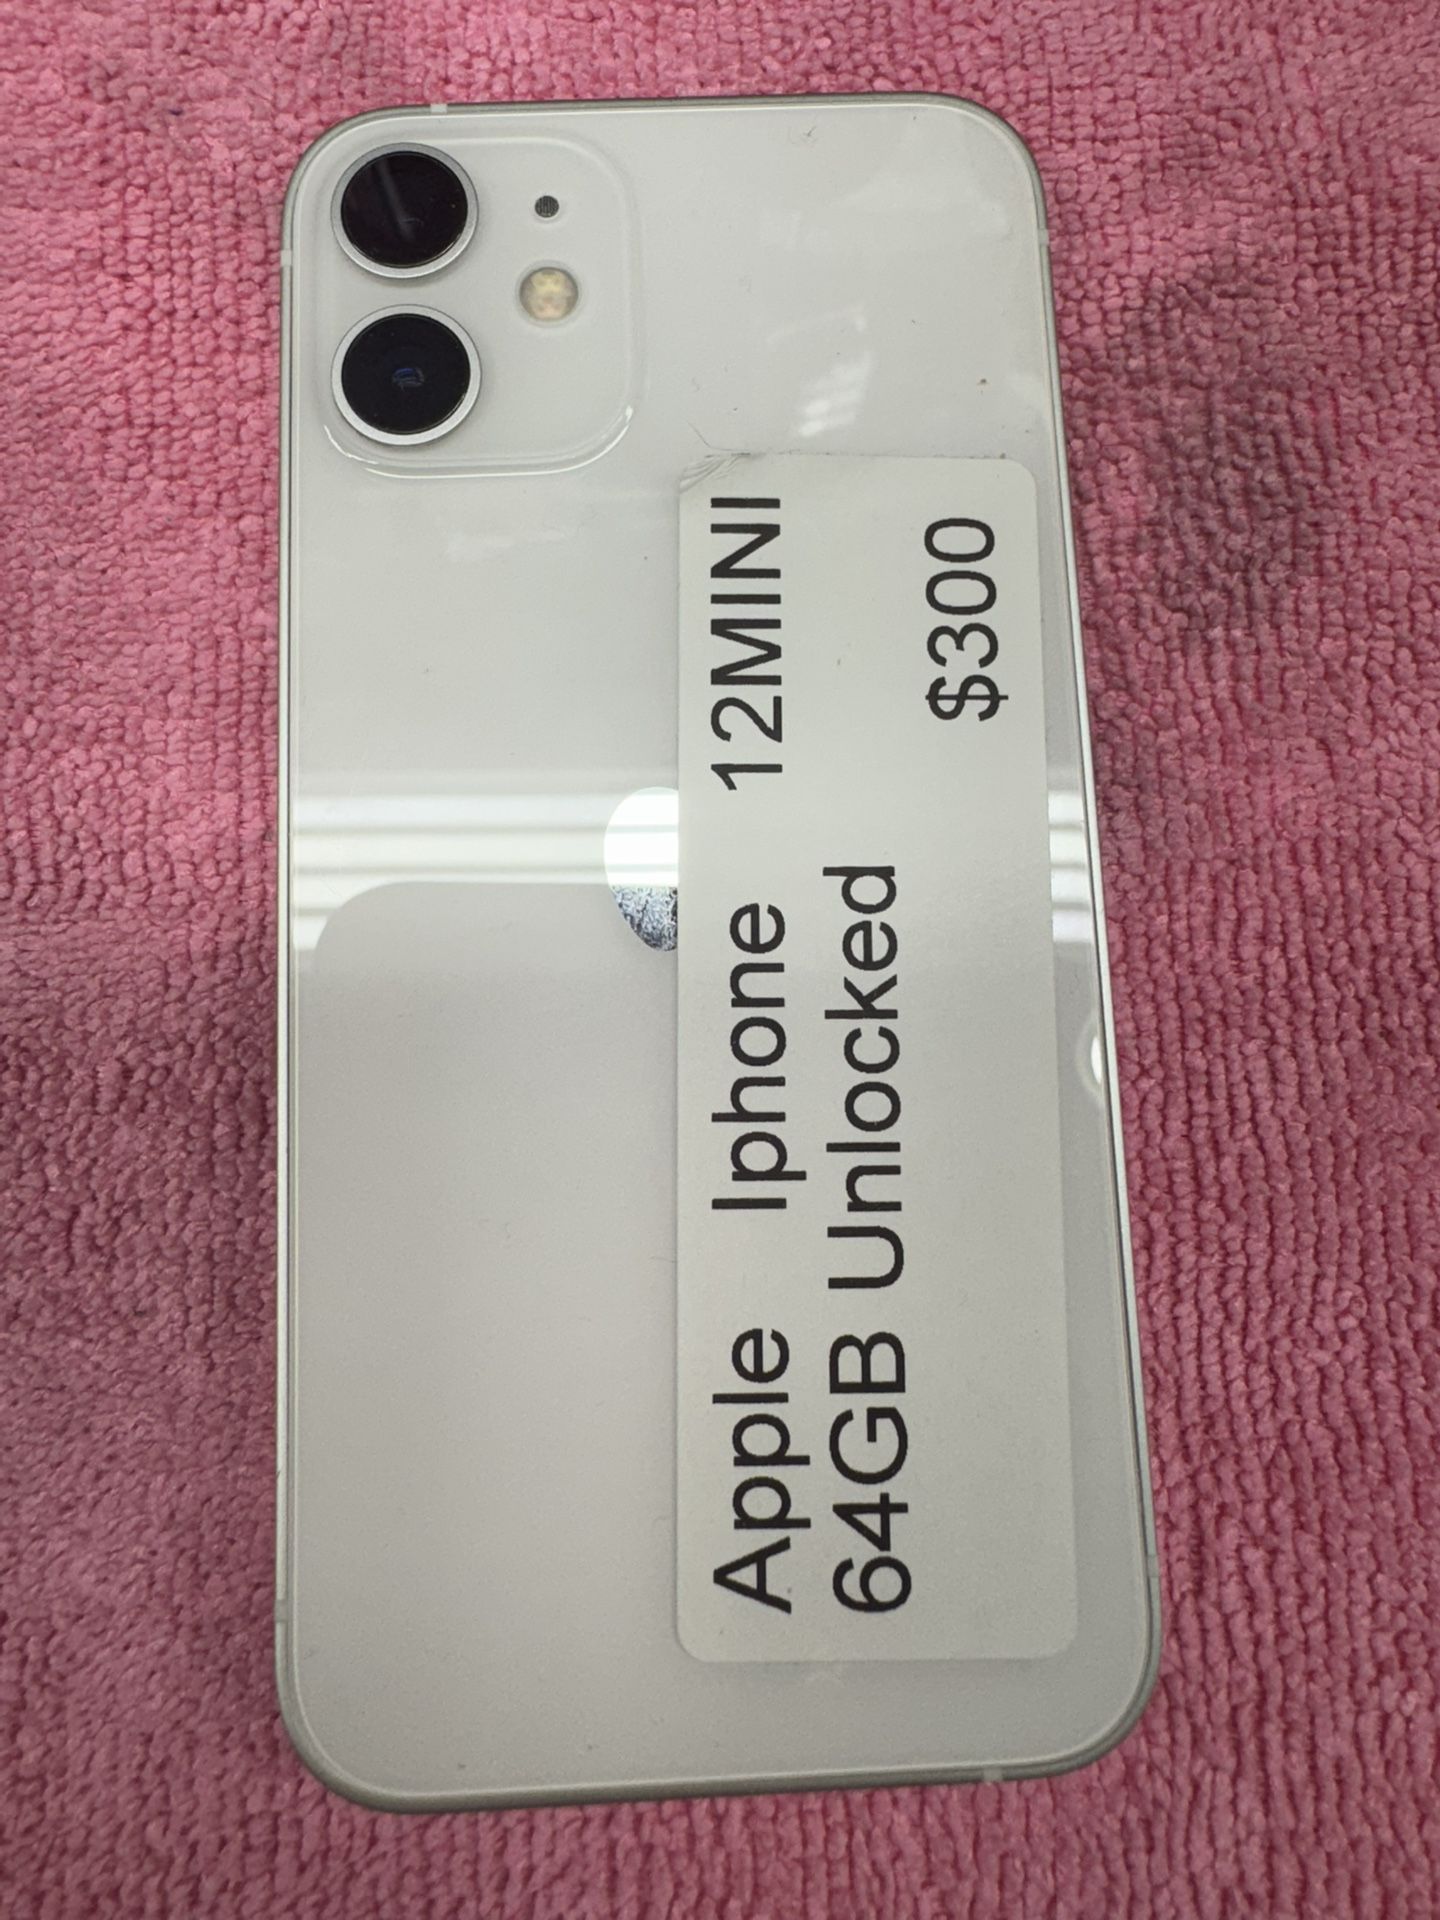 Apple Iphone 12MINI
64GB Unlocked
$300